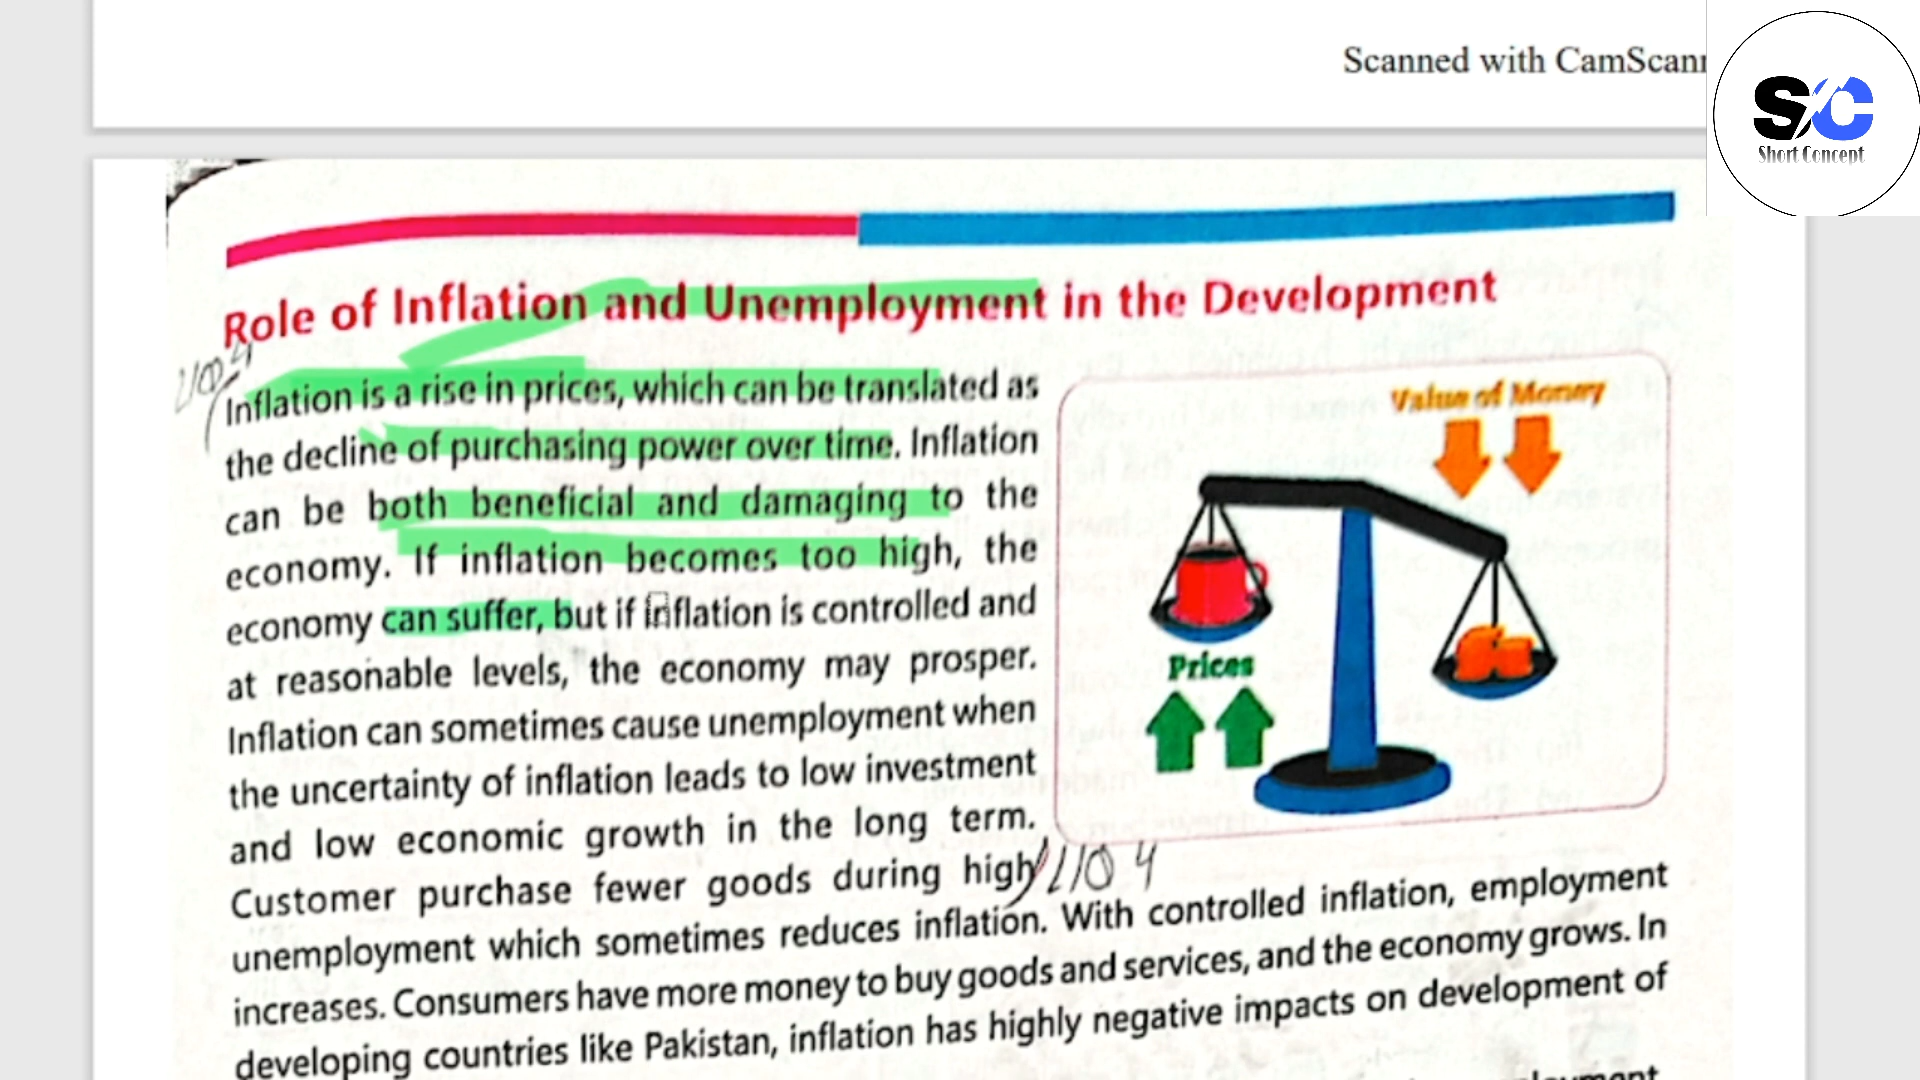 Scanned with CamScann
SC
Short Concept
Role of Inflation and Unemployment in the Development
Inflation is a rise in prices, which can be translated as
the decline of purchasing power over time. Inflation
can be both beneficial and damaging to the
economy. If inflation becomes too high, the
economy can suffer, but if inflation is controlled and
at reasonable levels, the economy may prosper.
Inflation can sometimes cause unemployment when
the uncertainty of inflation leads to low investment
and low economic growth in the long term.
Customer purchase fewer goods during high
unemployment which sometimes reduces inflation. With controlled inflation, employment
increases. Consumers have more money to buy goods and services, and the economy grows. In
developing countries like Pakistan, inflation has highly negative impacts on development of
Value of Money
Prices